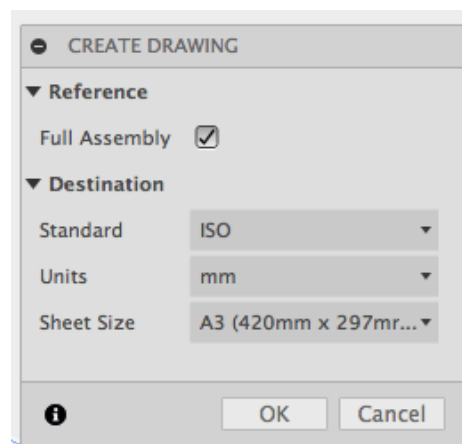 CREATE DRAWING
Reference
Full Assembly
Destination
Standard ISO
Units mm
Sheet Size A3 (420mm x 297mr...
OK Cancel